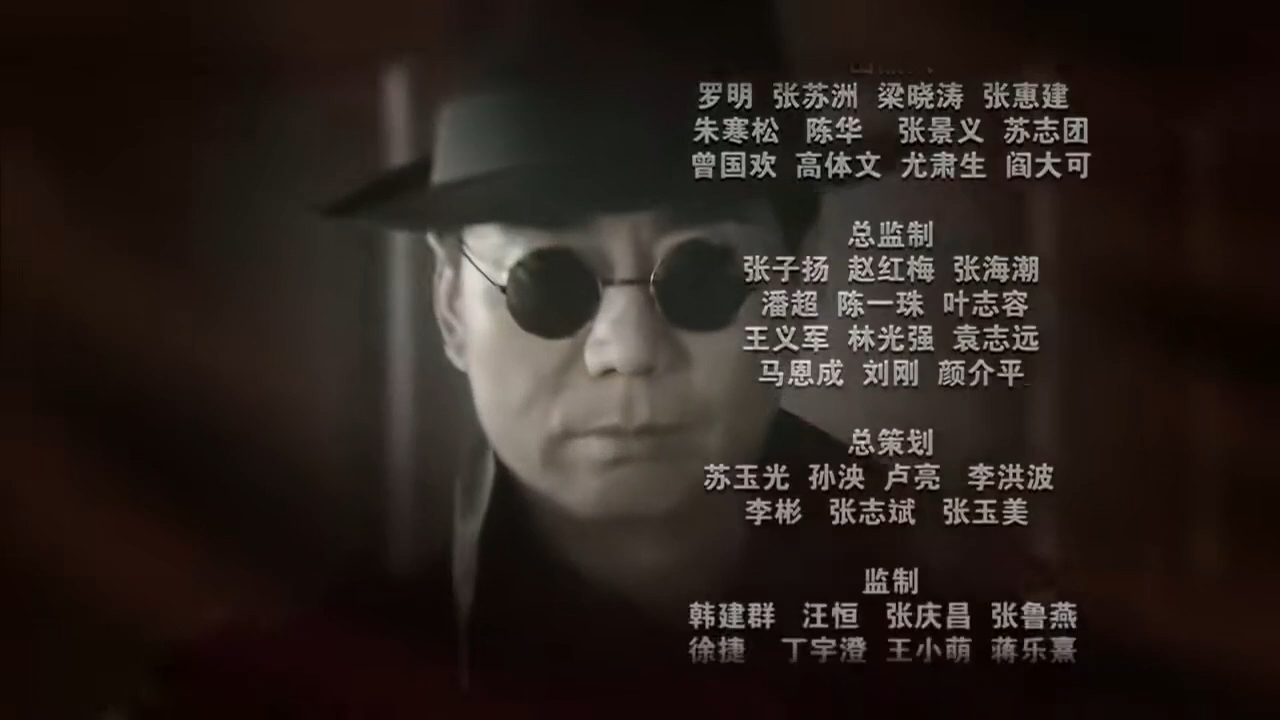 罗明 张苏洲 梁晓涛 张惠建
朱寒松 陈华 张景义 苏志团
曾国欢 高体文 尤肃生 阎大可
总监制
张子扬 赵红梅 张海潮
潘超 陈一珠 叶志容
王义军 林光强 袁志远
马恩成 刘刚 颜介平
总策划
苏玉光 孙泱 卢亮 李洪波
李彬 张志斌 张玉美
监制
韩建群 汪恒 张庆昌 张鲁燕
徐捷 丁宇澄 王小萌 蒋乐熹